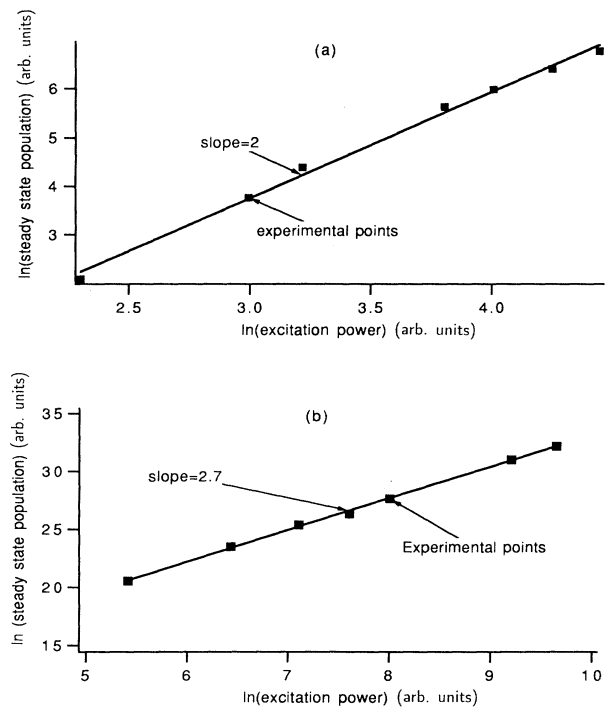 (a)
ln(steady state population) (arb. units)
6
5
4
3
slope=2
experimental points
2.5 3.0 3.5 4.0
ln(excitation power) (arb. units)
(b)
ln (steady state population) (arb. units)
35
30
25
20
15
slope=2.7
Experimental points
5 6 7 8 9 10
ln(excitation power) (arb. units)